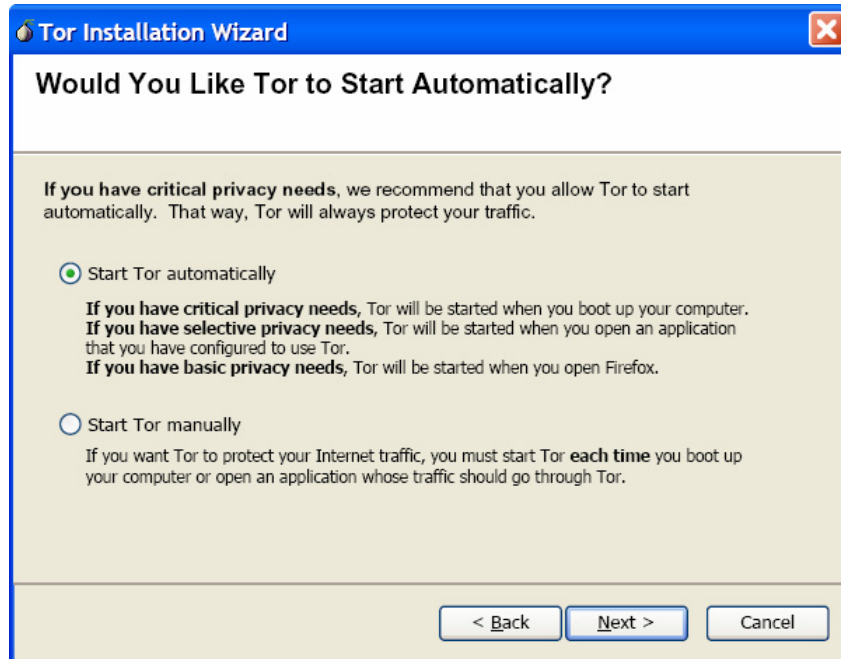 Tor Installation Wizard
Would You Like Tor to Start Automatically?
If you have critical privacy needs, we recommend that you allow Tor to start
automatically. That way, Tor will always protect your traffic.
Start Tor automatically
If you have critical privacy needs, Tor will be started when you boot up your computer.
If you have selective privacy needs, Tor will be started when you open an application
that you have configured to use Tor.
If you have basic privacy needs, Tor will be started when you open Firefox.
Start Tor manually
If you want Tor to protect your Internet traffic, you must start Tor each time you boot up
your computer or open an application whose traffic should go through Tor.
< Back
Next >
Cancel